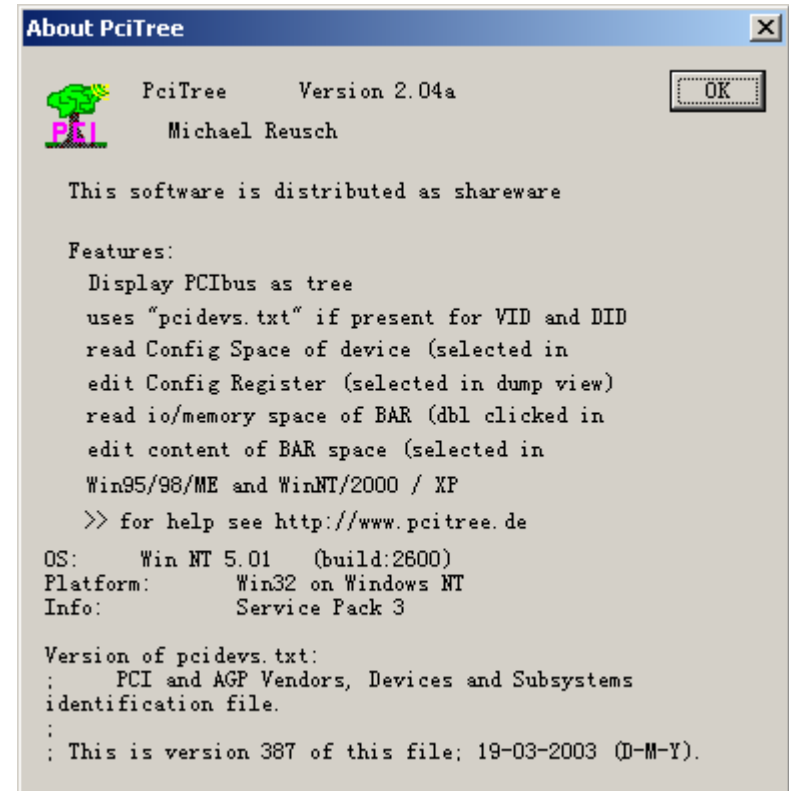 About PciTree
PciTree Version 2.04a
OK
PCI
Michael Reusch
This software is distributed as shareware
Features:
Display PCIbus as tree
uses "pcidevs.txt" if present for VID and DID
read Config Space of device (selected in
edit Config Register (selected in dump view)
read io/memory space of BAR (dbl clicked in
edit content of BAR space (selected in
Win95/98/ME and WinNT/2000 / XP
>> for help see http://www.pcitree.de
OS: Win NT 5.01 (build:2600)
Platform: Win32 on Windows NT
Info: Service Pack 3
Version of pcidevs.txt:
; PCI and AGP Vendors, Devices and Subsystems
identification file.
;
; This is version 387 of this file; 19-03-2003 (D-M-Y).